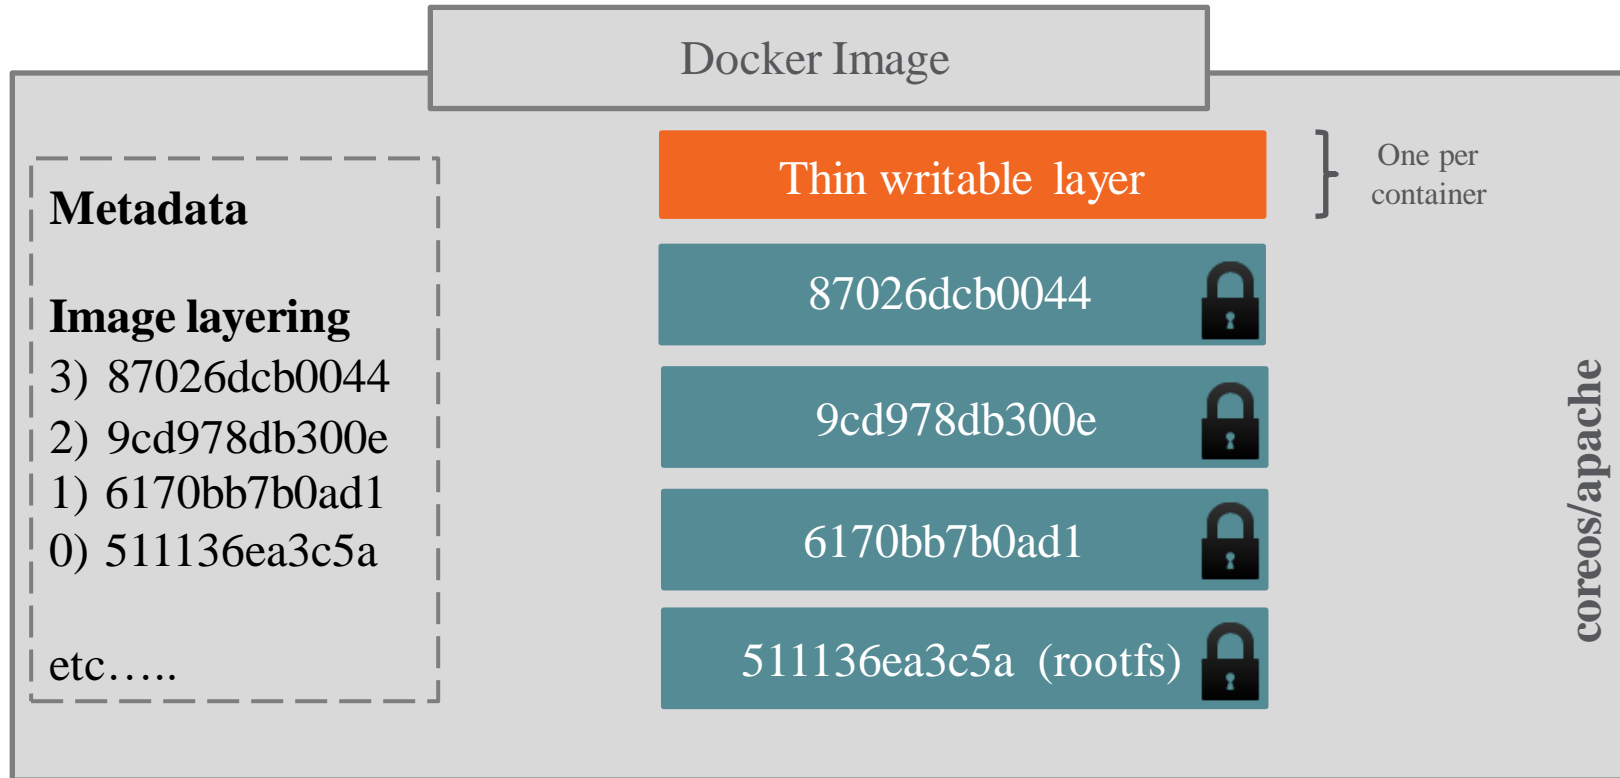 Docker Image
Metadata
Image layering
3) 87026dcb0044
2) 9cd978db300e
1) 6170bb7b0ad1
0) 511136ea3c5a
etc…..
Thin writable layer
87026dcb0044
9cd978db300e
6170bb7b0ad1
511136ea3c5a (rootfs)
One per
container
coreos/apache